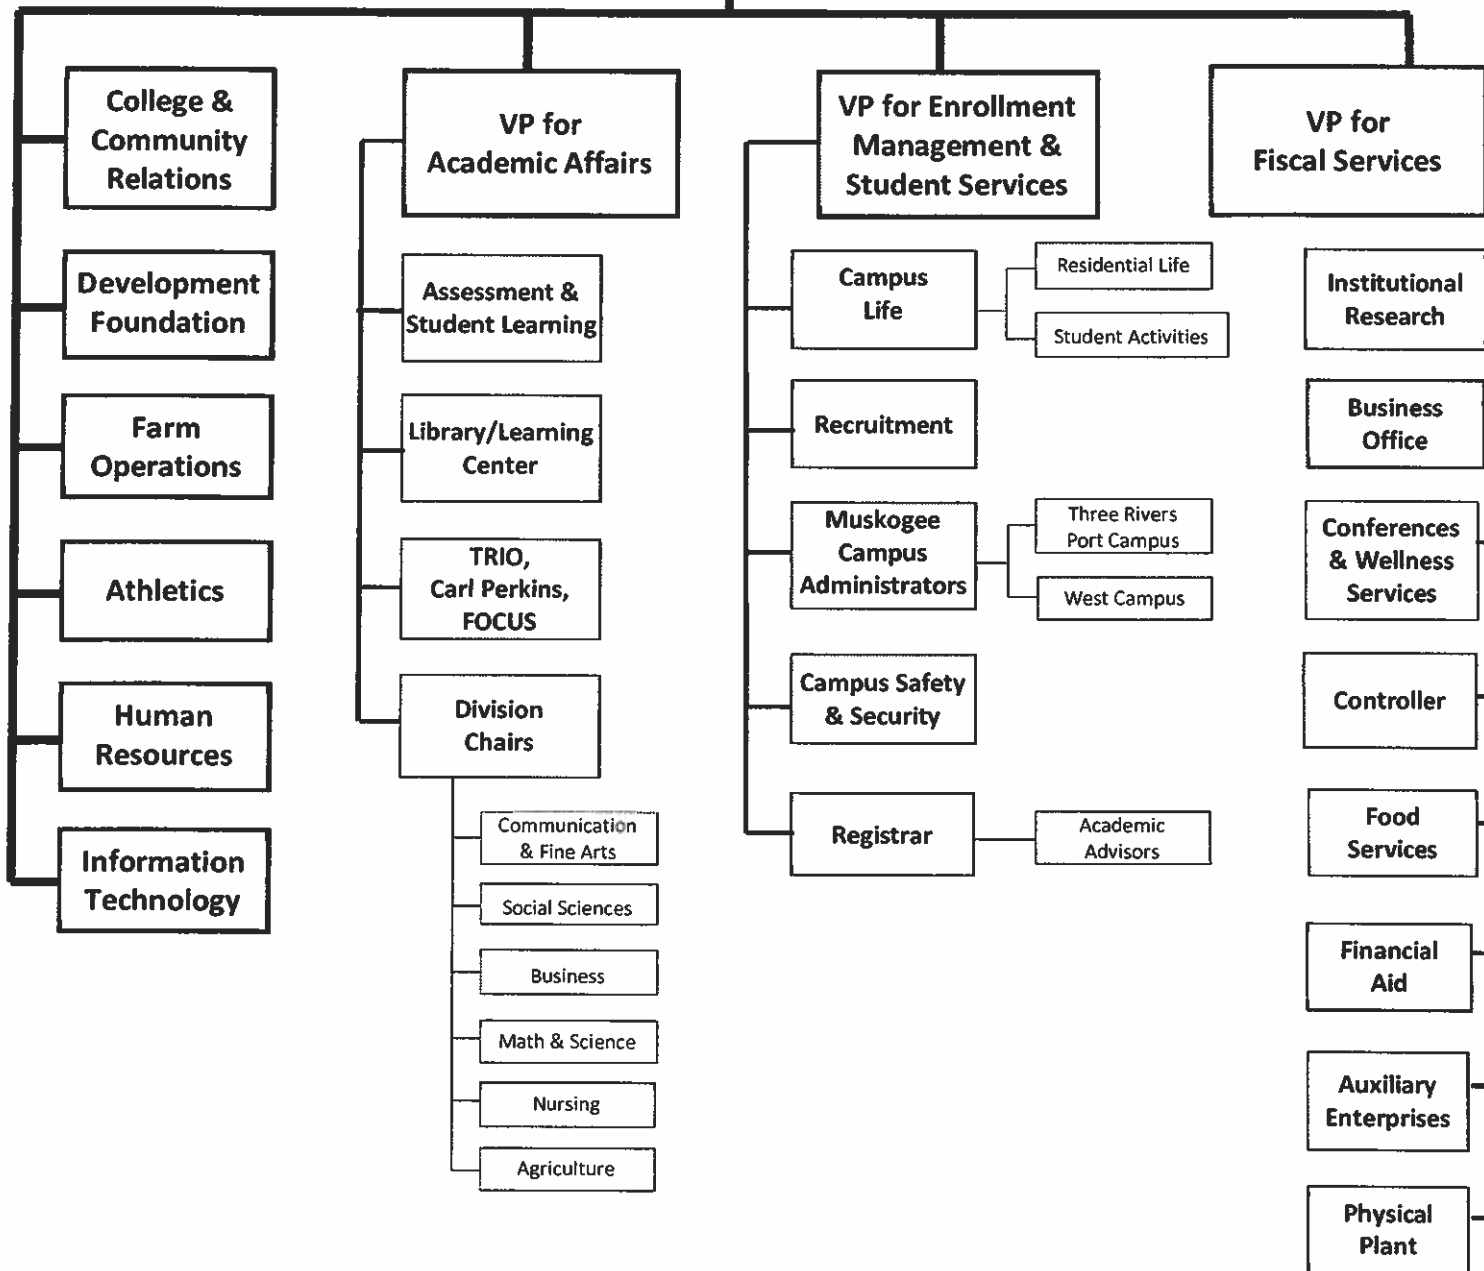 College &
Community
Relations
Development
Foundation
Farm
Operations
Athletics
Human
Resources
Information
Technology
VP for
Academic Affairs
Assessment &
Student Learning
Library/Learning
Center
TRIO,
Carl Perkins,
FOCUS
Division
Chairs
Communication
& Fine Arts
Social Sciences
Business
Math & Science
Nursing
Agriculture
VP for Enrollment
Management &
Student Services
Campus
Life
Residential Life
Student Activities
Recruitment
Muskogee
Campus
Administrators
Three Rivers
Port Campus
West Campus
Campus Safety
& Security
Registrar
Academic
Advisors
VP for
Fiscal Services
Institutional
Research
Business
Office
Conferences
& Wellness
Services
Controller
Food
Services
Financial
Aid
Auxiliary
Enterprises
Physical
Plant